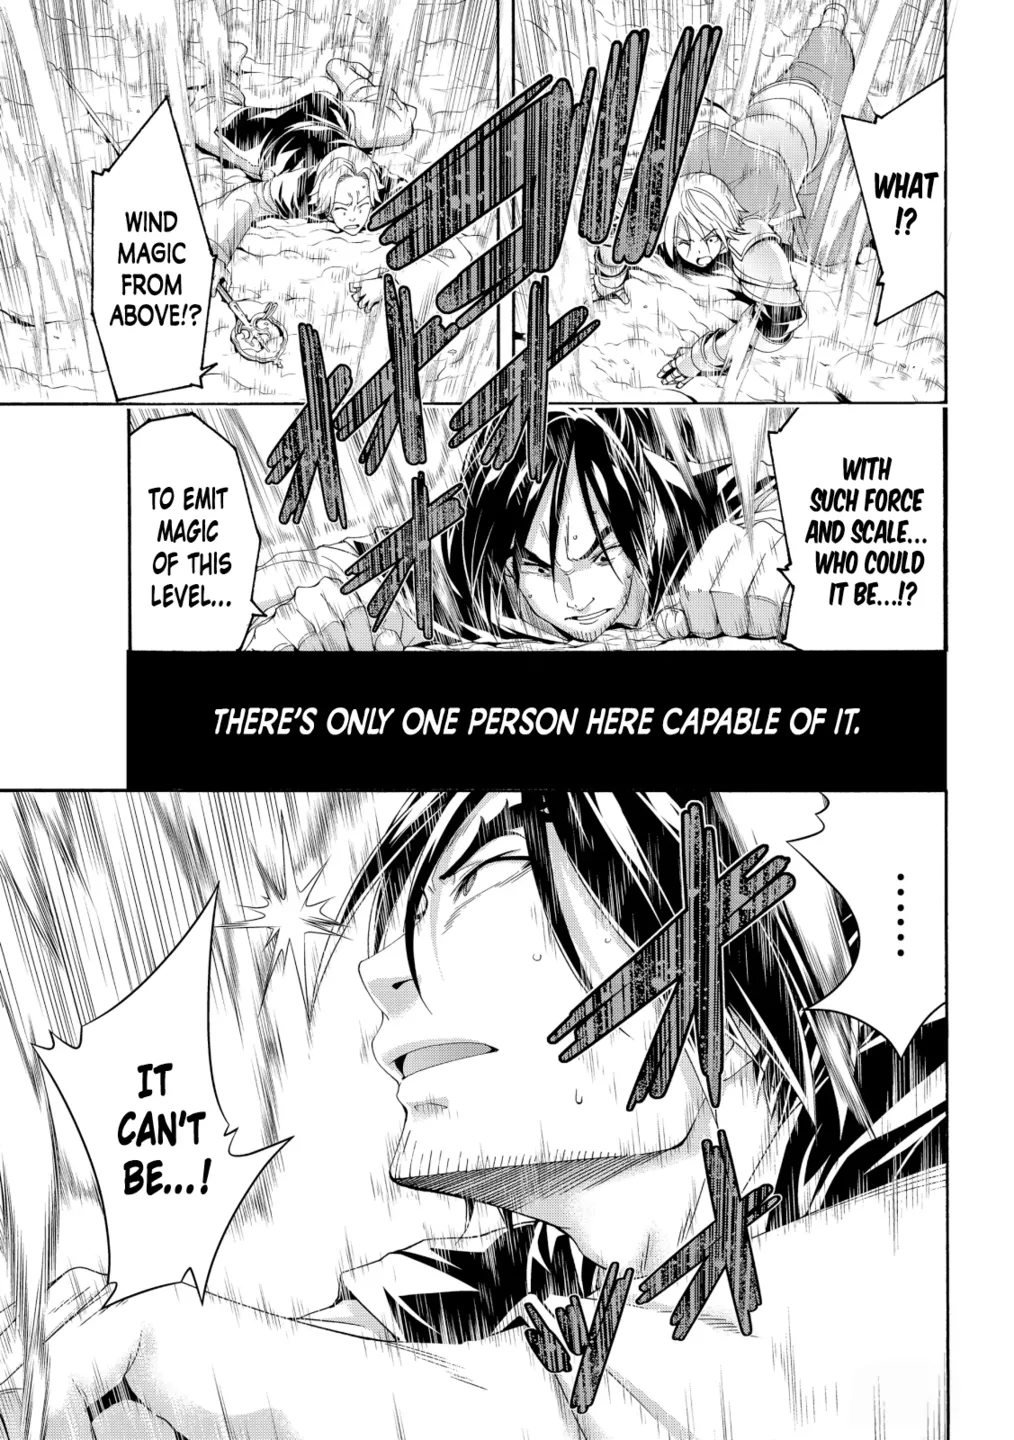 WHAT
!?
WIND
MAGIC
FROM
ABOVE!?
WITH
SUCH FORCE
AND SCALE...
WHO COULD
IT BE...!?
TO EMIT
MAGIC
OF THIS
LEVEL...
THERE'S ONLY ONE PERSON HERE CAPABLE OF IT.
......
IT
CAN'T
BE...!